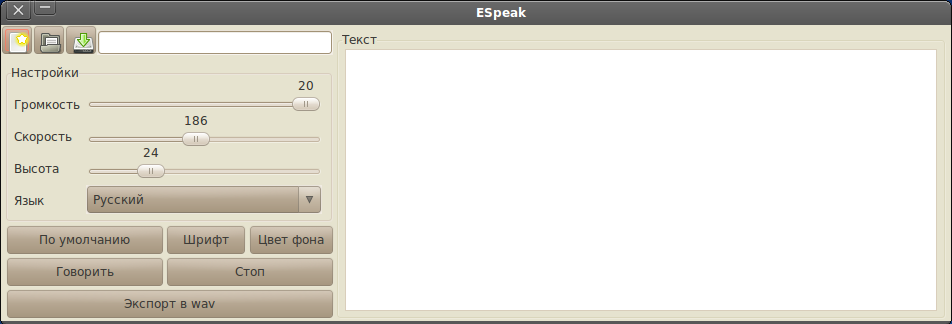 ESpeak
Настройки
Громкость 20
Скорость 186
Высота 24
Язык Русский
По умолчанию Шрифт Цвет фона
Говорить Стоп
Экспорт в wav
Текст